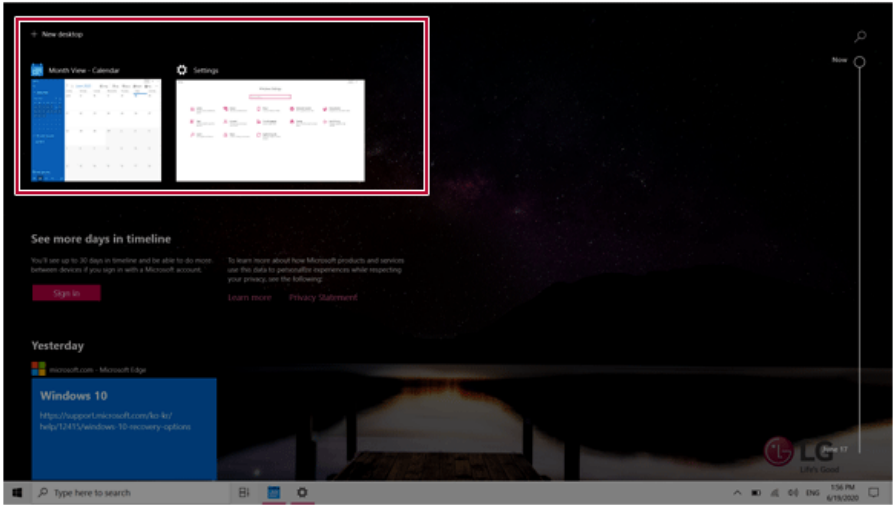 + New desktop
Now
Month View - Calendar
Settings
See more days in timeline
You'll see up to 30 days in timeline and be able to do more
between devices if you sign in with a Microsoft account.
To learn more about how Microsoft products and services
use this data to personalize experiences while respecting
your privacy, see the following:
Sign in
Learn more
Privacy Statement
Yesterday
microsoft.com - Microsoft Edge
Windows 10
https://support.microsoft.com/ko-kr/
help/12415/windows-10-recovery-options
June 17
LG
Life's Good
Type here to search
ENG
1:56 PM
6/19/2020